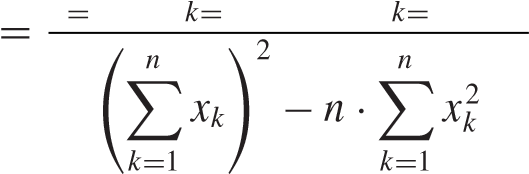 = k= k=
= (∑_{k=1}^{n} x_k)^2 − n · ∑_{k=1}^{n} x_k^2